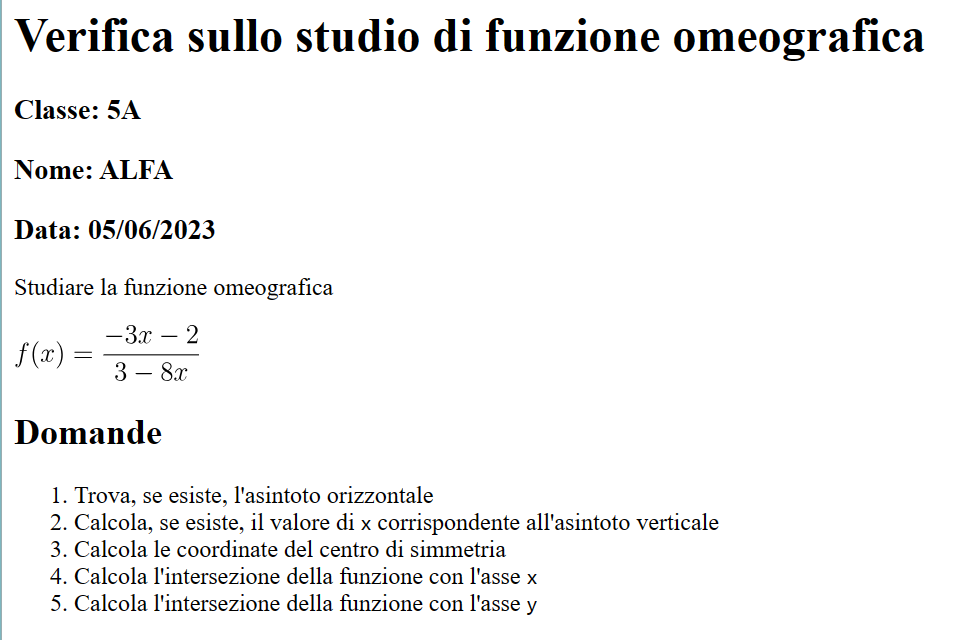 Verifica sullo studio di funzione omeografica
Classe: 5A
Nome: ALFA
Data: 05/06/2023
Studiare la funzione omeografica
f(x) = \frac{-3x - 2}{3 - 8x}
Domande
1. Trova, se esiste, l'asintoto orizzontale
2. Calcola, se esiste, il valore di x corrispondente all'asintoto verticale
3. Calcola le coordinate del centro di simmetria
4. Calcola l'intersezione della funzione con l'asse x
5. Calcola l'intersezione della funzione con l'asse y